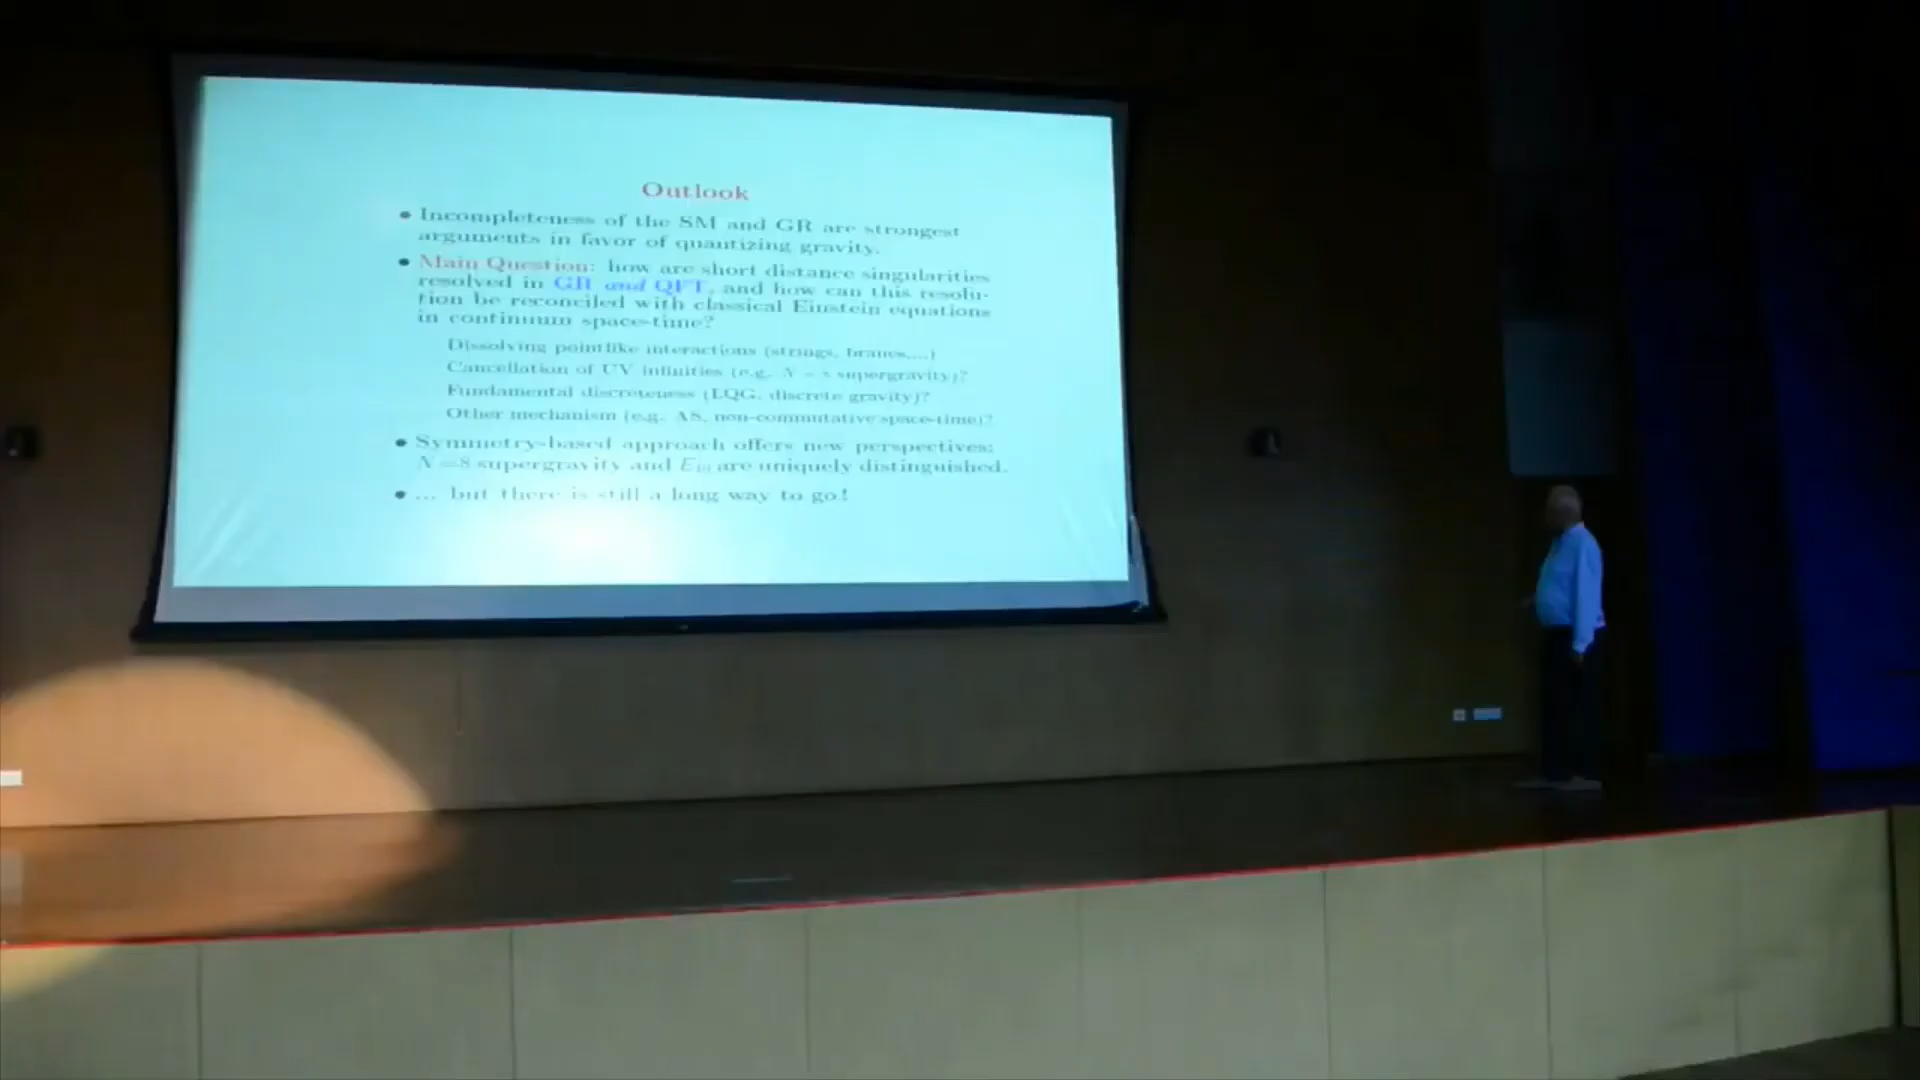 Outlook
• Incompleteness of the SM and GR are strongest
arguments in favor of quantizing gravity.
• Main Question: how are short distance singularities
resolved in GR and QFT, and how can this resolu-
tion be reconciled with classical Einstein equations
in continuum space-time?
Dissolving pointlike interactions (strings, branes,...)
Cancellation of UV infinities (e.g. N = 8 supergravity)?
Fundamental discreteness (LQG, discrete gravity)?
Other mechanism (e.g. AS, non-commutative space-time)?
• Symmetry-based approach offers new perspectives:
N=8 supergravity and E10 are uniquely distinguished.
• ... but there is still a long way to go!